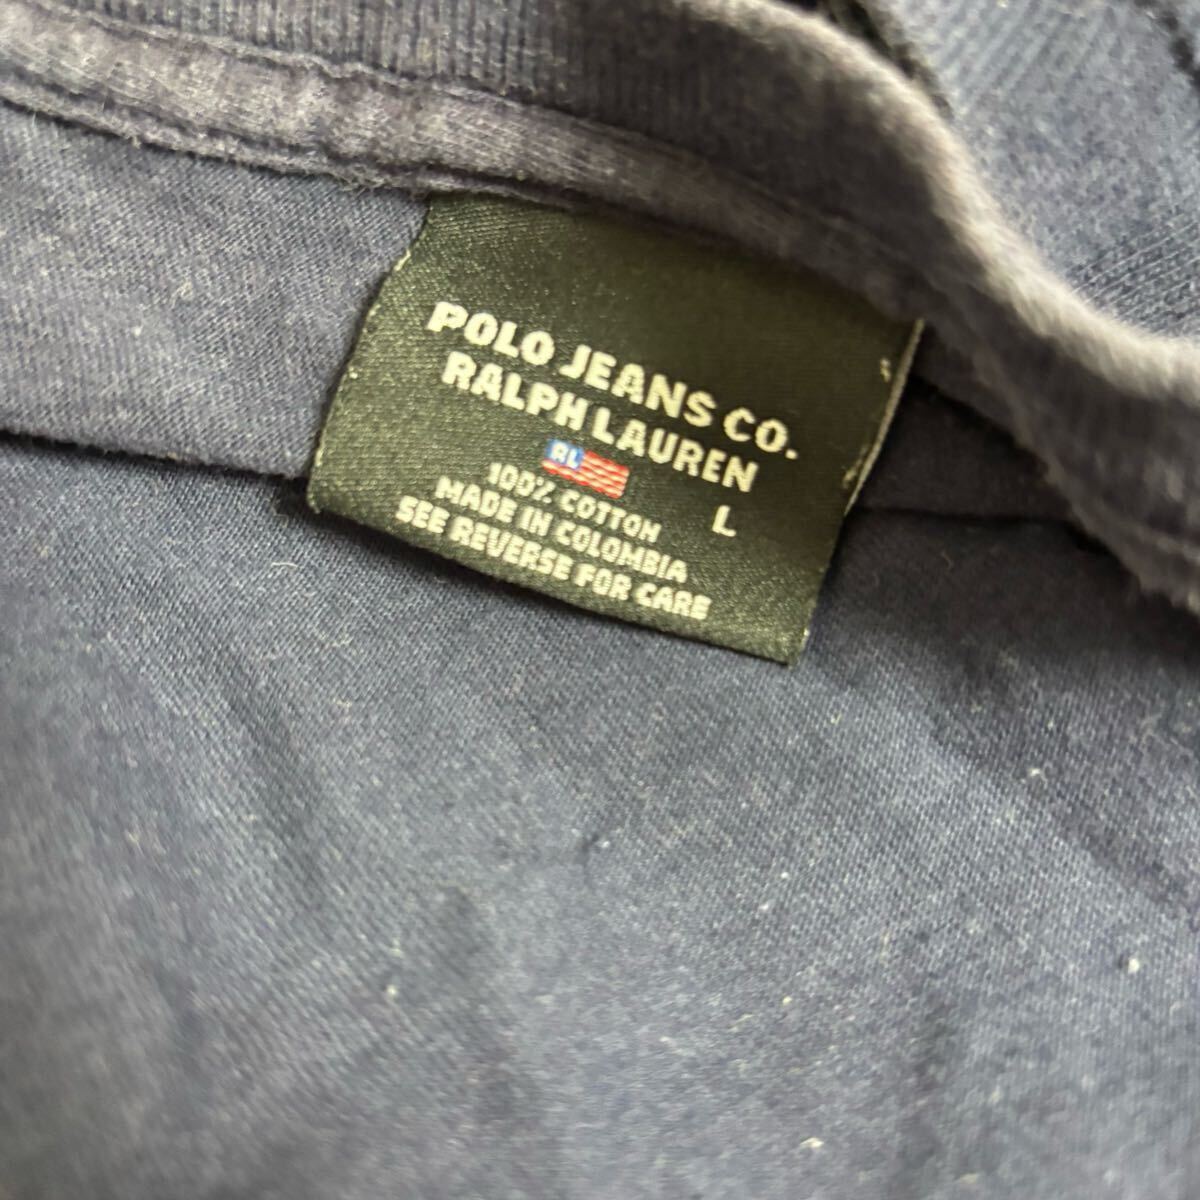 POLO JEANS CO.
RALPH LAUREN
RL
100% COTTON
L
MADE IN COLOMBIA
SEE REVERSE FOR CARE